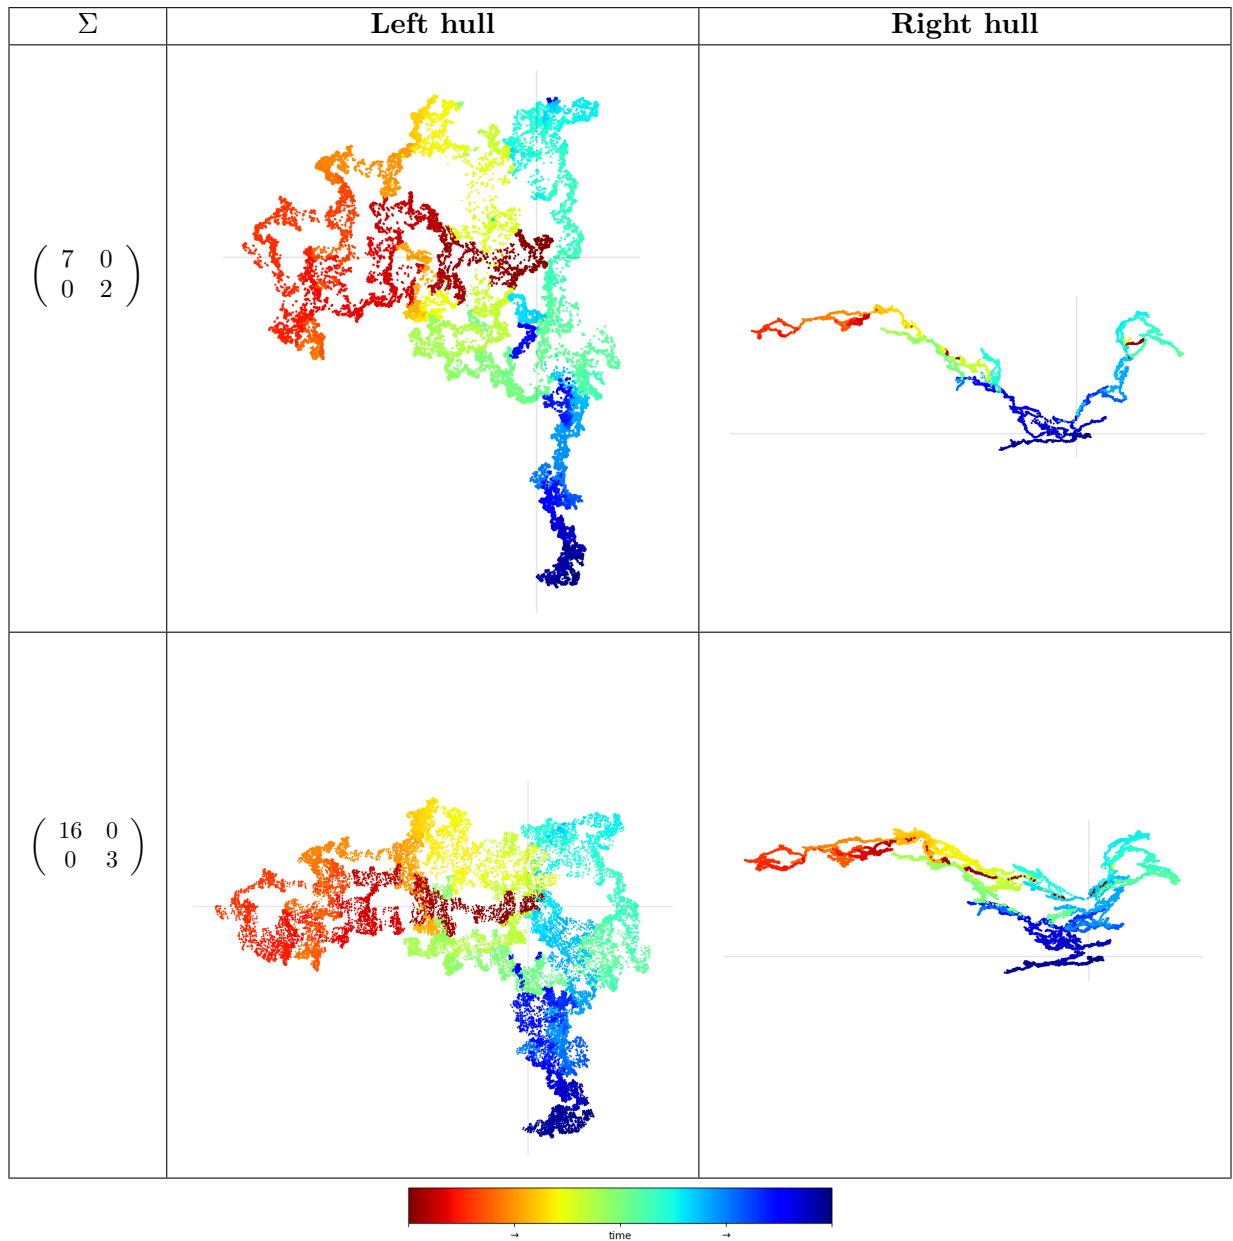 Σ Left hull Right hull
( 7 0
0 2 )
( 16 0
0 3 )
→ time →